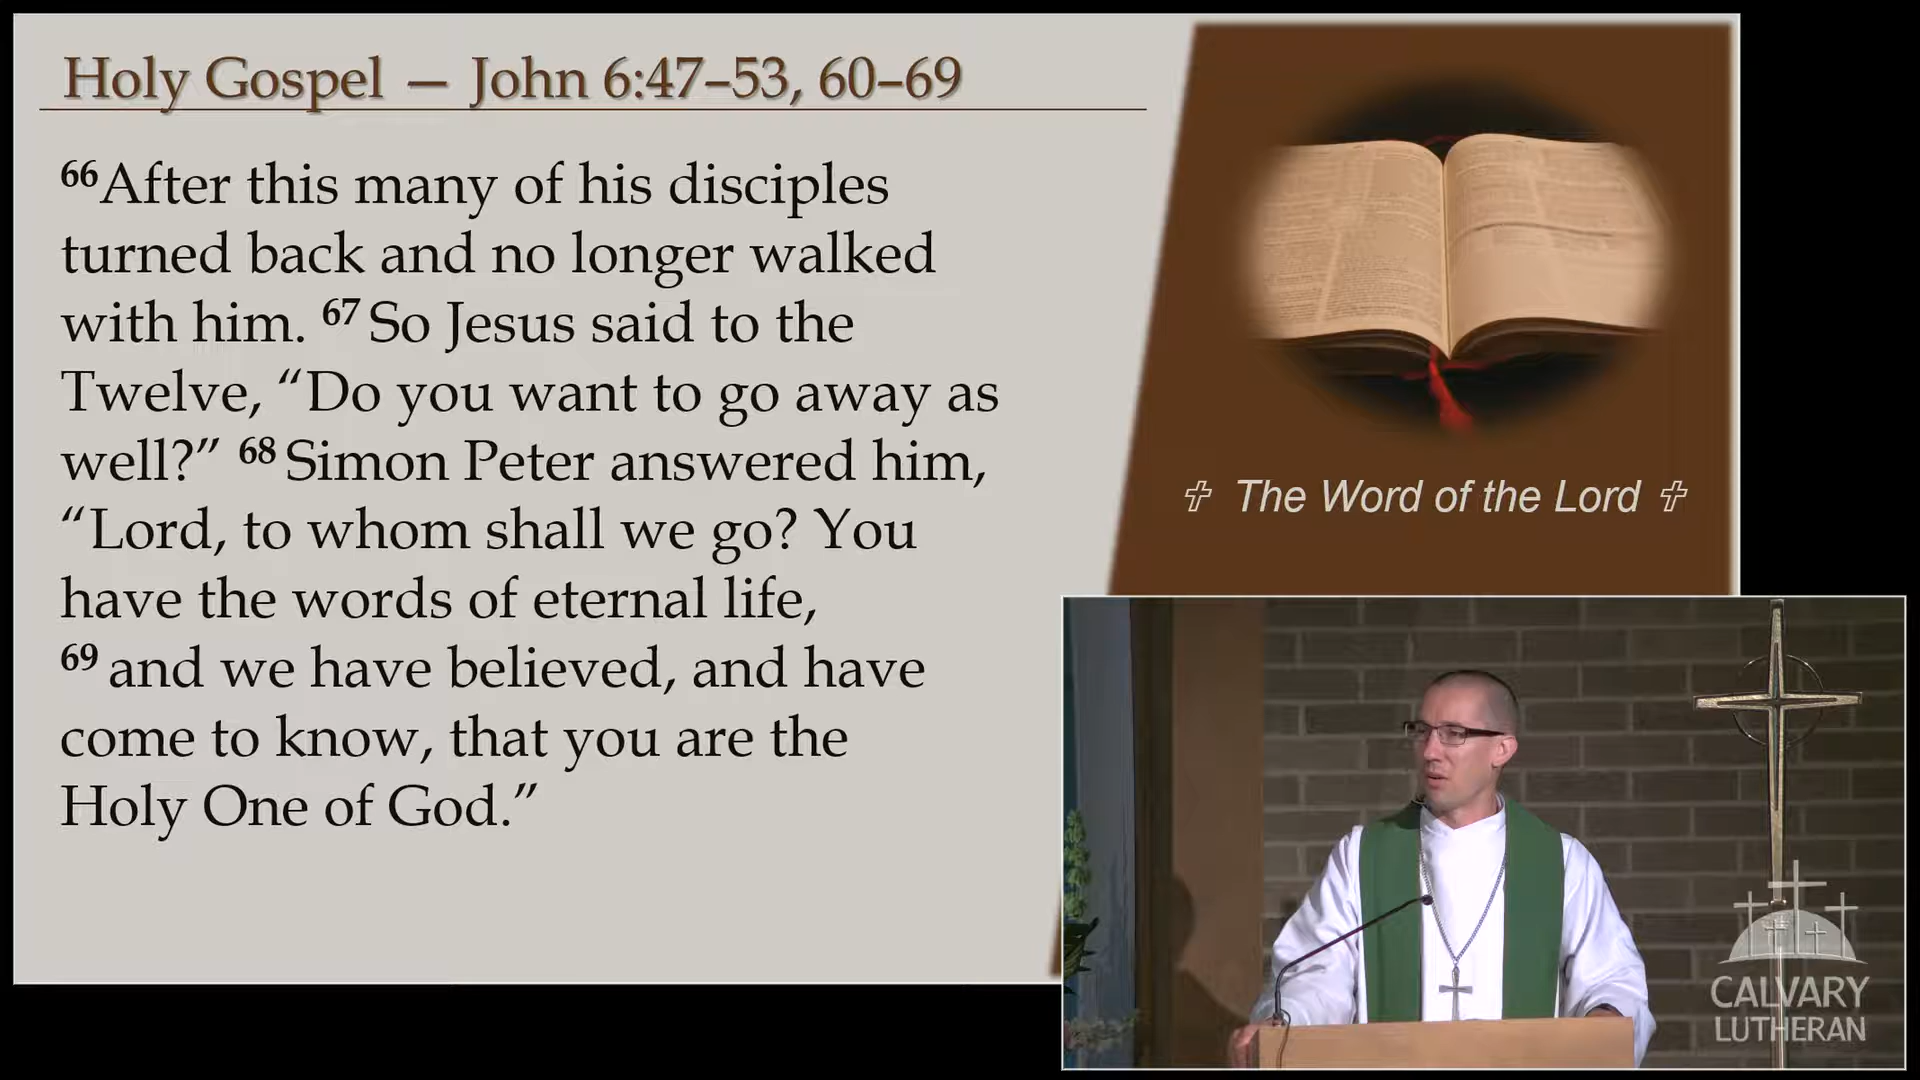 Holy Gospel — John 6:47–53, 60–69
66After this many of his disciples
turned back and no longer walked
with him. 67 So Jesus said to the
Twelve, “Do you want to go away as
well?” 68 Simon Peter answered him,
“Lord, to whom shall we go? You
have the words of eternal life,
69 and we have believed, and have
come to know, that you are the
Holy One of God.”
✞ The Word of the Lord ✞
CALVARY
LUTHERAN